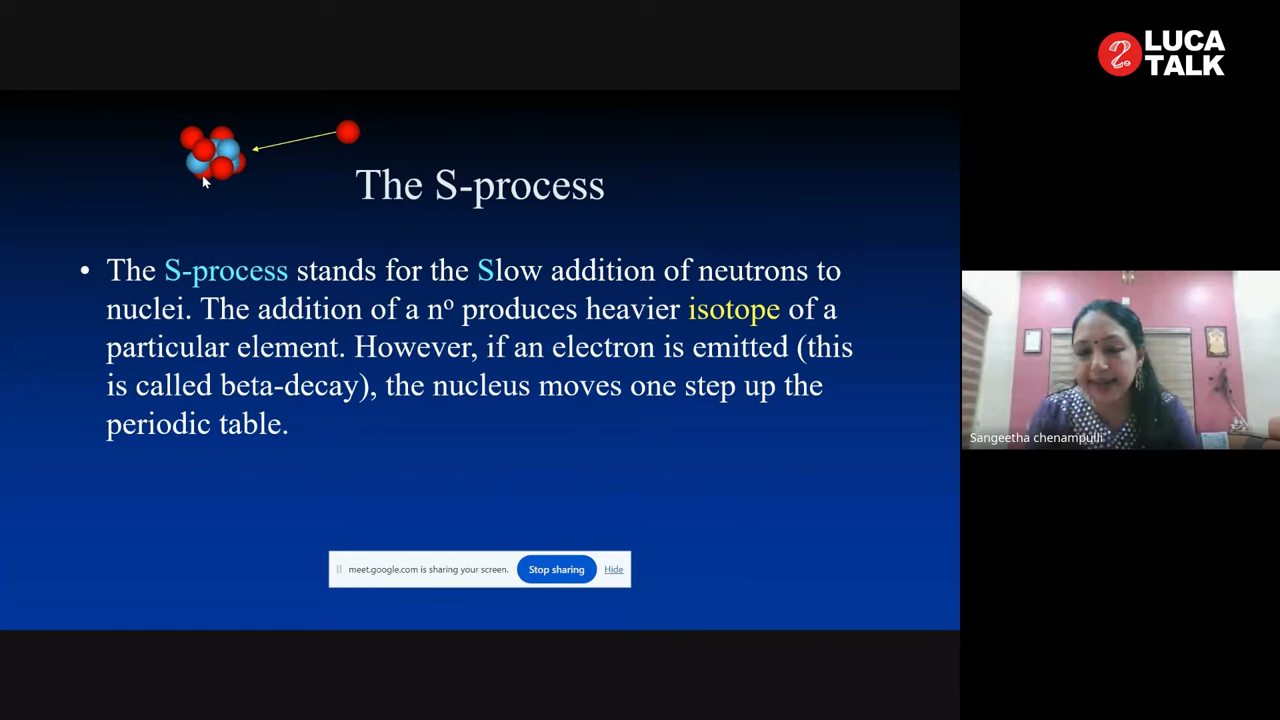 LUCA
TALK
The S-process
• The S-process stands for the Slow addition of neutrons to
nuclei. The addition of a nº produces heavier isotope of a
particular element. However, if an electron is emitted (this
is called beta-decay), the nucleus moves one step up the
periodic table.
Sangeetha chenampulli
meet.google.com is sharing your screen. Stop sharing Hide